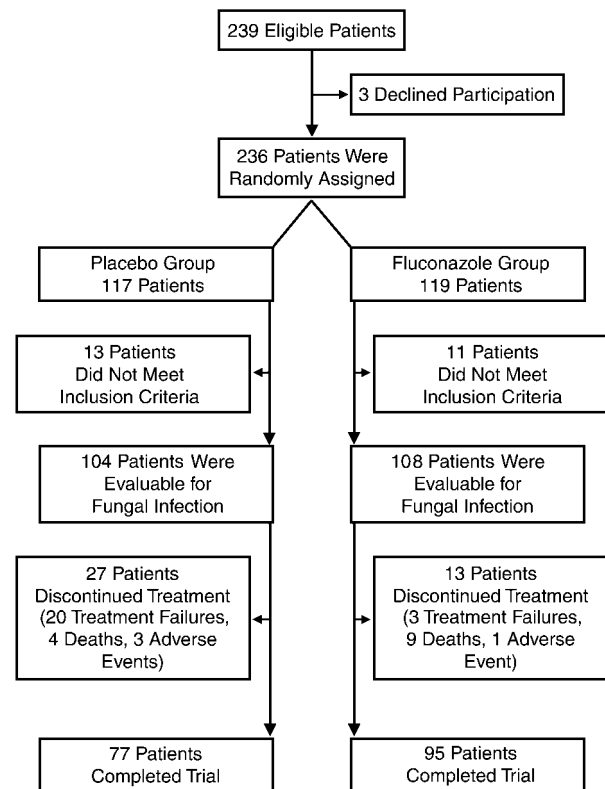 239 Eligible Patients
3 Declined Participation
236 Patients Were
Randomly Assigned
Placebo Group
117 Patients
Fluconazole Group
119 Patients
13 Patients
Did Not Meet
Inclusion Criteria
11 Patients
Did Not Meet
Inclusion Criteria
104 Patients Were
Evaluable for
Fungal Infection
108 Patients Were
Evaluable for
Fungal Infection
27 Patients
Discontinued Treatment
(20 Treatment Failures,
4 Deaths, 3 Adverse
Events)
13 Patients
Discontinued Treatment
(3 Treatment Failures,
9 Deaths, 1 Adverse
Event)
77 Patients
Completed Trial
95 Patients
Completed Trial